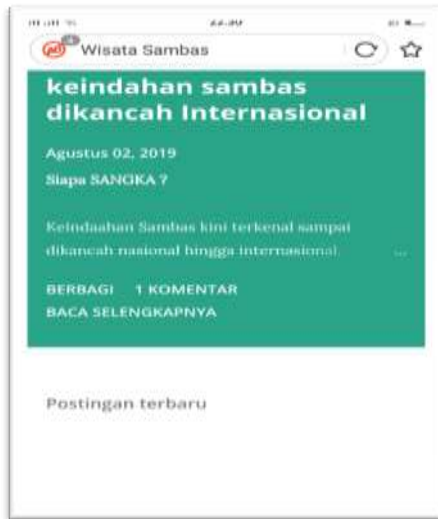 Wisata Sambas
keindahan sambas
dikancah Internasional
Agustus 02, 2019
Siapa SANOKA ?
Keindaahan Sambas kini terkenal sampai
dikancah nasional hingga internasional.
...
BERBAGI 1 KOMENTAR
BACA SELENGKAPNYA
Postingan terbaru